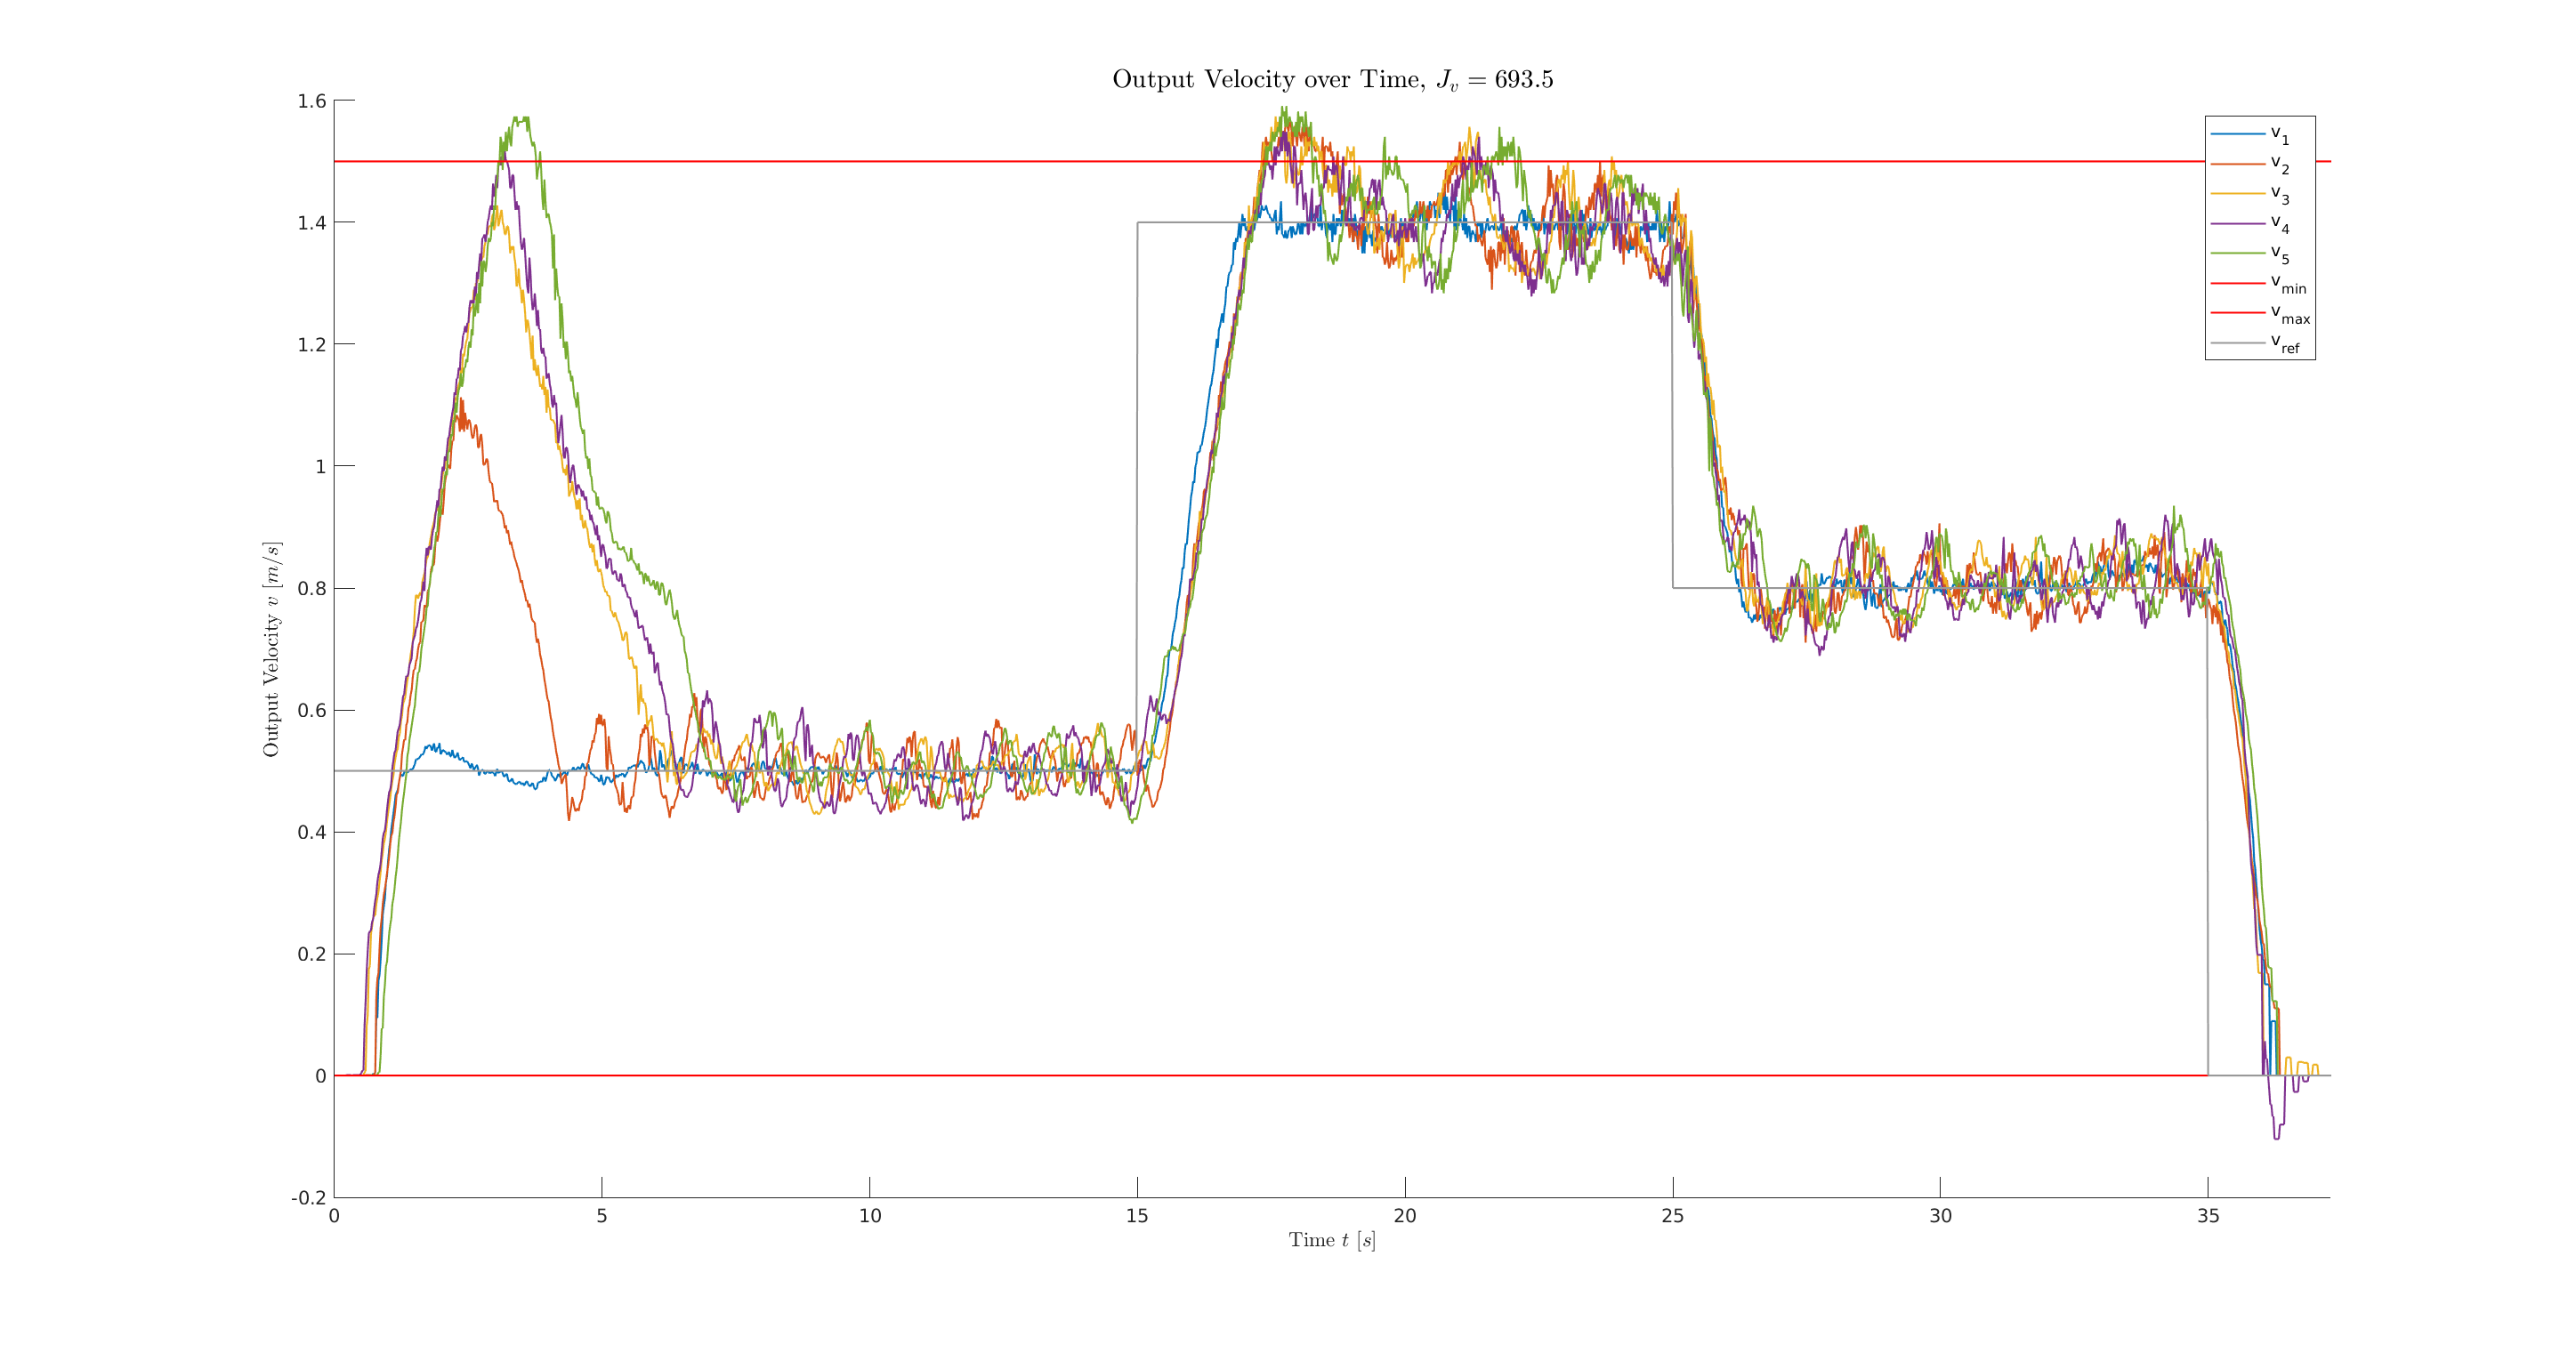 Output Velocity over Time, J_v = 693.5
1.6
1.4
1.2
1
0.8
0.6
0.4
0.2
0
-0.2
Output Velocity v [m/s]
v_1
v_2
v_3
v_4
v_5
v_min
v_max
v_ref
0 5 10 15 20 25 30 35
Time t [s]